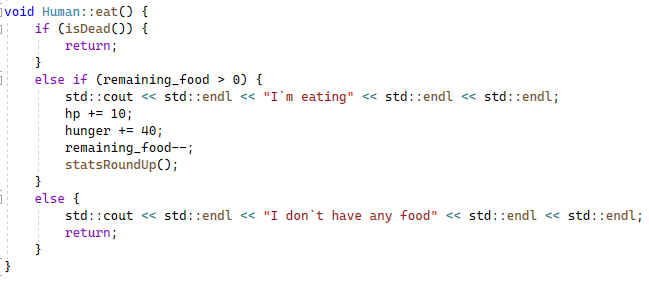 void Human::eat() {
    if (isDead()) {
        return;
    }
    else if (remaining_food > 0) {
        std::cout << std::endl << "I`m eating" << std::endl << std::endl;
        hp += 10;
        hunger += 40;
        remaining_food--;
        statsRoundUp();
    }
    else {
        std::cout << std::endl << "I don`t have any food" << std::endl << std::endl;
        return;
    }
}